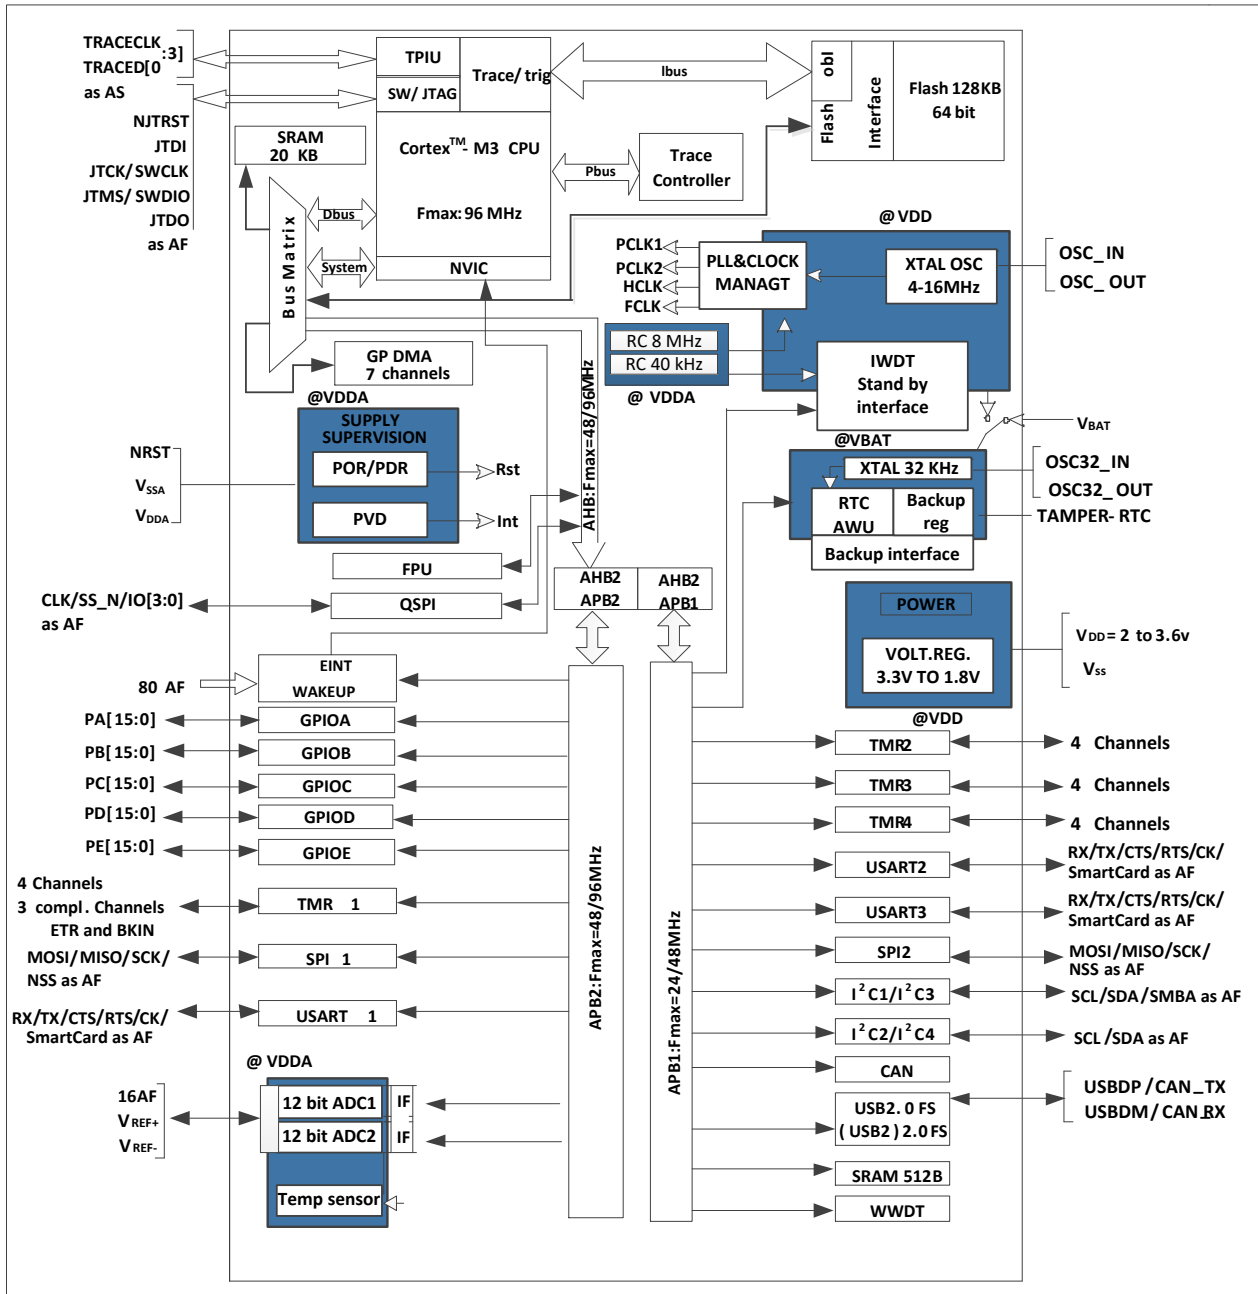 TRACECLK
:3]
TRACED[0
as AS
NJTRST
JTDI
JTCK/SWCLK
JTMS/ SWDIO
JTDO
as AF
TPIU
SW/ JTAG
Trace/ trig
Cortex™- M3 CPU
Fmax: 96 MHz
NVIC
SRAM
20 KB
Bus Matrix
Dbus
System
Ibus
Pbus
Trace
Controller
obl
Flash
Interface
Flash 128KB
64 bit
GP DMA
7 channels
@VDDA
SUPPLY
SUPERVISION
POR/PDR
PVD
Rst
Int
NRST
VSSA
VDDA
AHB:Fmax=48/96MHz
PCLK1
PCLK2
HCLK
FCLK
PLL&CLOCK
MANAGT
@ VDD
XTAL OSC
4-16MHz
OSC_ IN
OSC_ OUT
RC 8 MHz
RC 40 kHz
@ VDDA
IWDT
Stand by
interface
VBAT
@VBAT
XTAL 32 KHz
OSC32_ IN
OSC32_ OUT
RTC
AWU
Backup
reg
TAMPER- RTC
Backup interface
FPU
QSPI
CLK/SS_N/IO[3:0]
as AF
AHB2
APB2
AHB2
APB1
POWER
VOLT.REG.
3.3V TO 1.8V
@VDD
VDD = 2 to 3.6v
Vss
EINT
WAKEUP
80 AF
PA[ 15:0]
GPIOA
PB[ 15:0]
GPIOB
PC[ 15:0]
GPIOC
PD[ 15:0]
GPIOD
PE[ 15:0]
GPIOE
4 Channels
3 compl. Channels
ETR and BKIN
TMR 1
MOSI/MISO/SCK/
NSS as AF
SPI 1
RX/TX/CTS/RTS/CK/
SmartCard as AF
USART 1
@ VDDA
16AF
VREF+
VREF-
12 bit ADC1
IF
12 bit ADC2
IF
Temp sensor
APB2:Fmax=48/96MHz
APB1:Fmax=24/48MHz
TMR2
4 Channels
TMR3
4 Channels
TMR4
4 Channels
USART2
RX/TX/CTS/RTS/CK/
SmartCard as AF
USART3
RX/TX/CTS/RTS/CK/
SmartCard as AF
SPI2
MOSI/MISO/SCK/
NSS as AF
I²C1/I²C3
SCL/SDA/SMBA as AF
I²C2/I²C4
SCL/SDA as AF
CAN
USB2. 0 FS
( USB2 ) 2.0 FS
USBDP / CAN_TX
USBDM / CAN_RX
SRAM 512B
WWDT